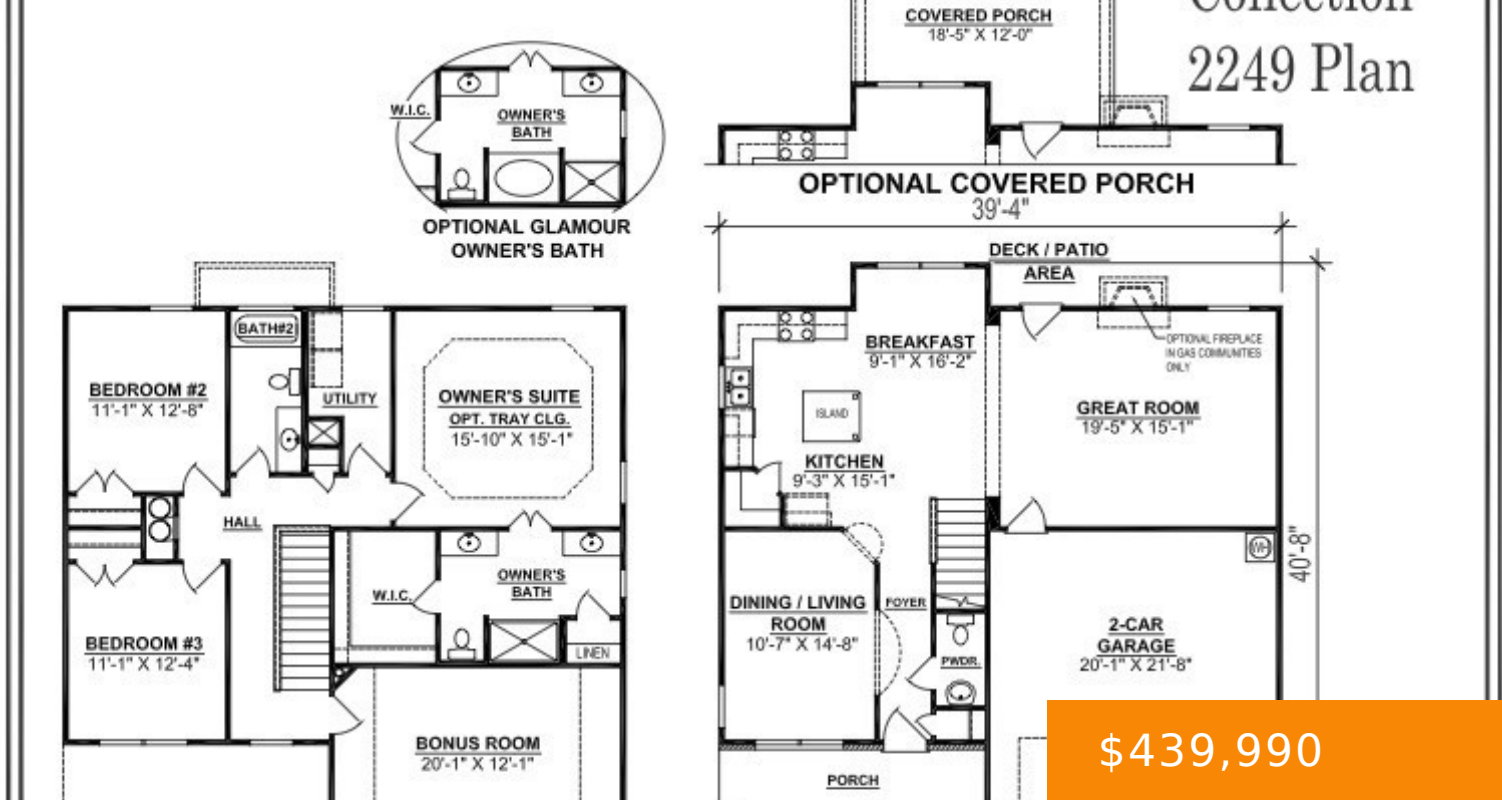 Collection
2249 Plan
COVERED PORCH
18'-5" X 12'-0"
OPTIONAL COVERED PORCH
39'-4"
W.I.C.
OWNER'S
BATH
OPTIONAL GLAMOUR
OWNER'S BATH
BATH#2
BEDROOM #2
11'-1" X 12'-8"
UTILITY
OWNER'S SUITE
OPT. TRAY CLG.
15'-10" X 15'-1"
HALL
W.I.C.
OWNER'S
BATH
LINEN
BEDROOM #3
11'-1" X 12'-4"
BONUS ROOM
20'-1" X 12'-1"
DECK / PATIO
AREA
OPTIONAL FIREPLACE
IN GAS COMMUNITIES
ONLY
BREAKFAST
9'-1" X 16'-2"
ISLAND
GREAT ROOM
19'-5" X 15'-1"
KITCHEN
9'-3" X 15'-1"
WH
40'-8"
DINING / LIVING
ROOM
10'-7" X 14'-8"
FOYER
PWDR.
2-CAR
GARAGE
20'-1" X 21'-8"
PORCH
$439,990